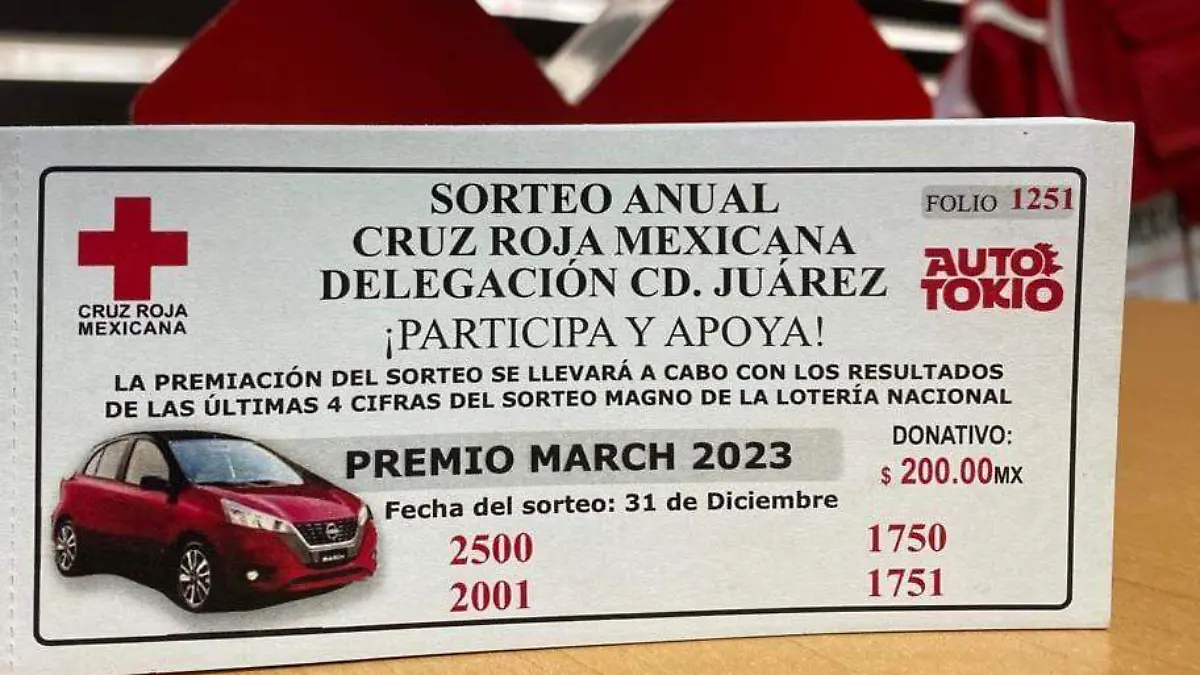 SORTEO ANUAL
CRUZ ROJA MEXICANA
DELEGACIÓN CD. JUÁREZ
¡PARTICIPA Y APOYA!
FOLIO 1251
AUTO
TOKIO
CRUZ ROJA
MEXICANA
LA PREMIACIÓN DEL SORTEO SE LLEVARÁ A CABO CON LOS RESULTADOS
DE LAS ÚLTIMAS 4 CIFRAS DEL SORTEO MAGNO DE LA LOTERÍA NACIONAL
PREMIO MARCH 2023
Fecha del sorteo: 31 de Diciembre
DONATIVO:
$ 200.00MX
2500
1750
2001
1751
MARCH